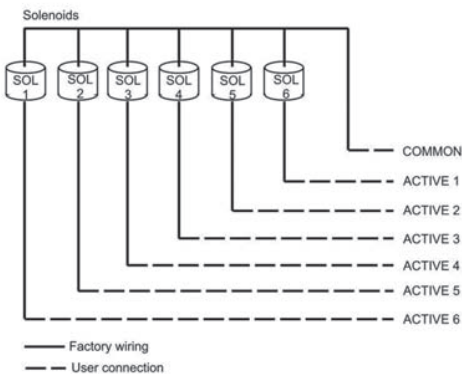 Solenoids
SOL 1
SOL 2
SOL 3
SOL 4
SOL 5
SOL 6
COMMON
ACTIVE 1
ACTIVE 2
ACTIVE 3
ACTIVE 4
ACTIVE 5
ACTIVE 6
Factory wiring
User connection